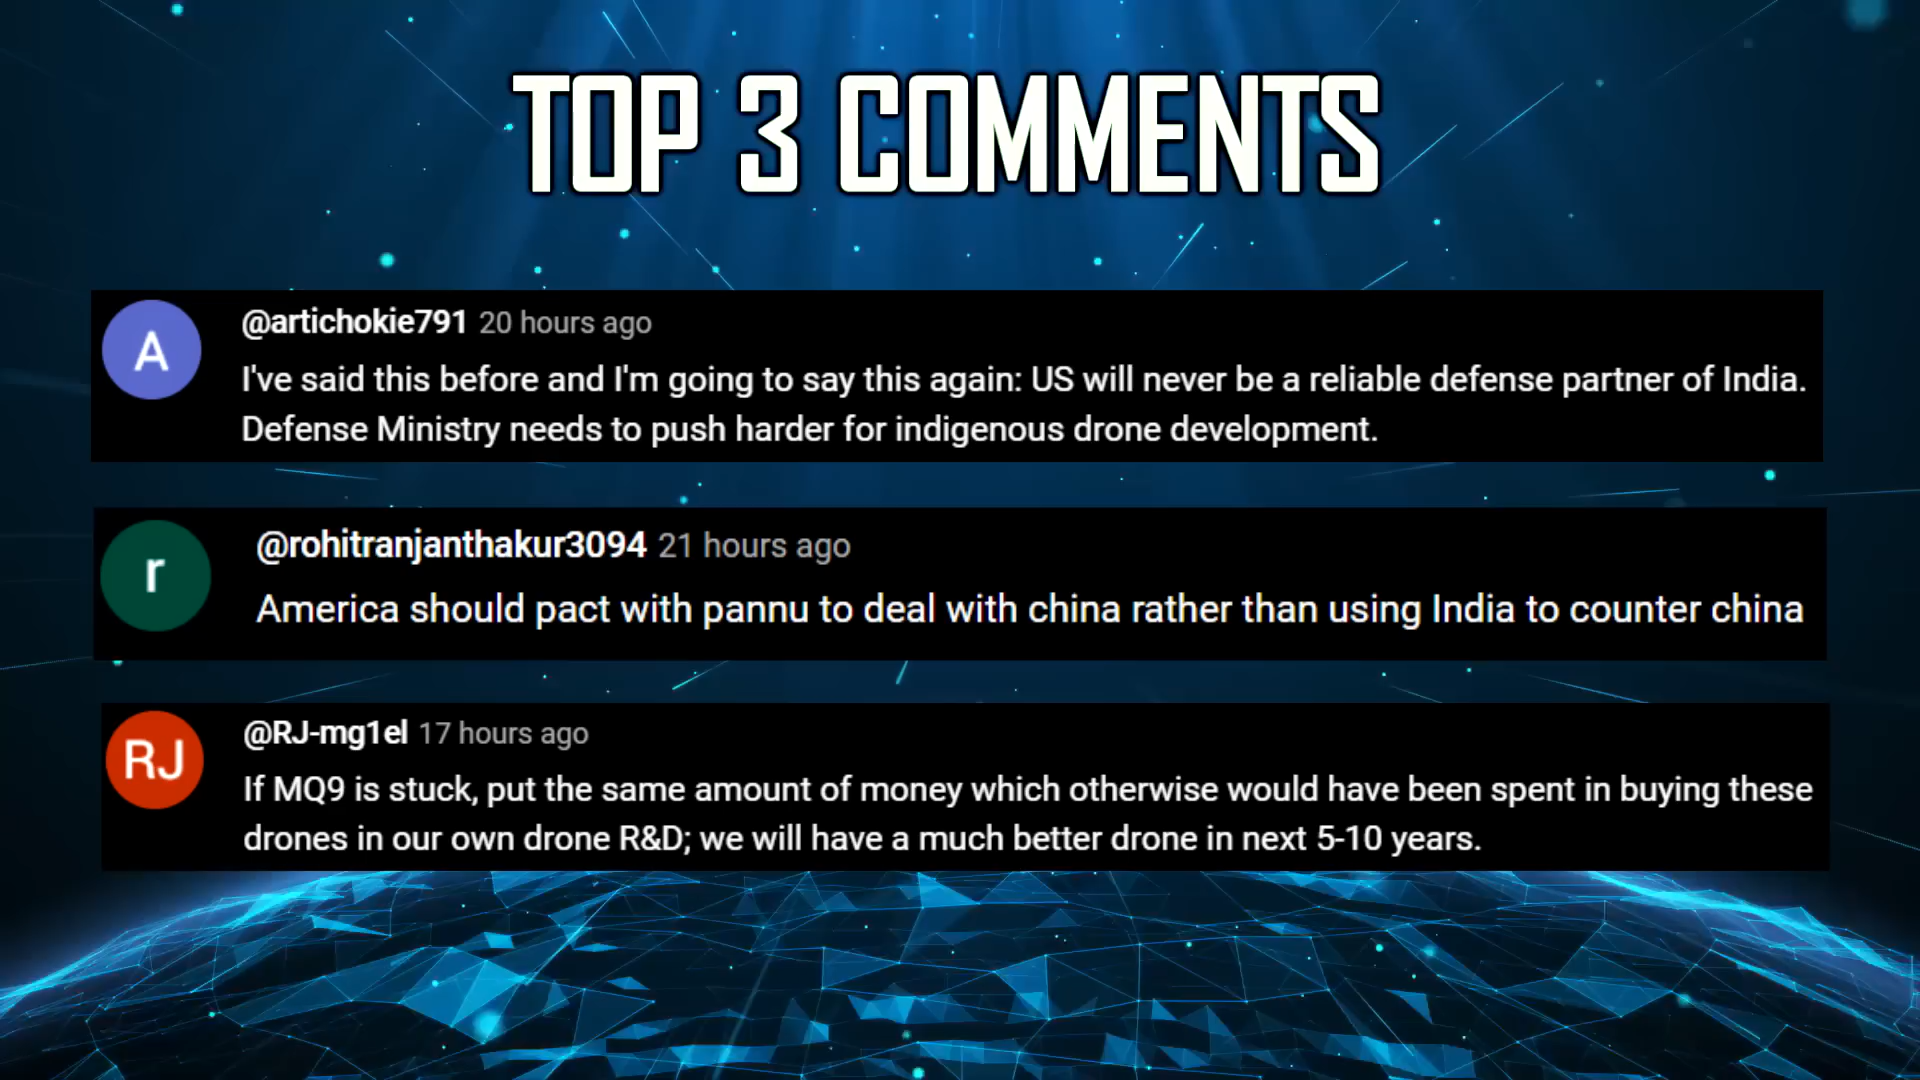 TOP 3 COMMENTS
A
@artichokie791 20 hours ago
I've said this before and I'm going to say this again: US will never be a reliable defense partner of India.
Defense Ministry needs to push harder for indigenous drone development.
r
@rohitranjanthakur3094 21 hours ago
America should pact with pannu to deal with china rather than using India to counter china
RJ
@RJ-mg1el 17 hours ago
If MQ9 is stuck, put the same amount of money which otherwise would have been spent in buying these
drones in our own drone R&D; we will have a much better drone in next 5-10 years.